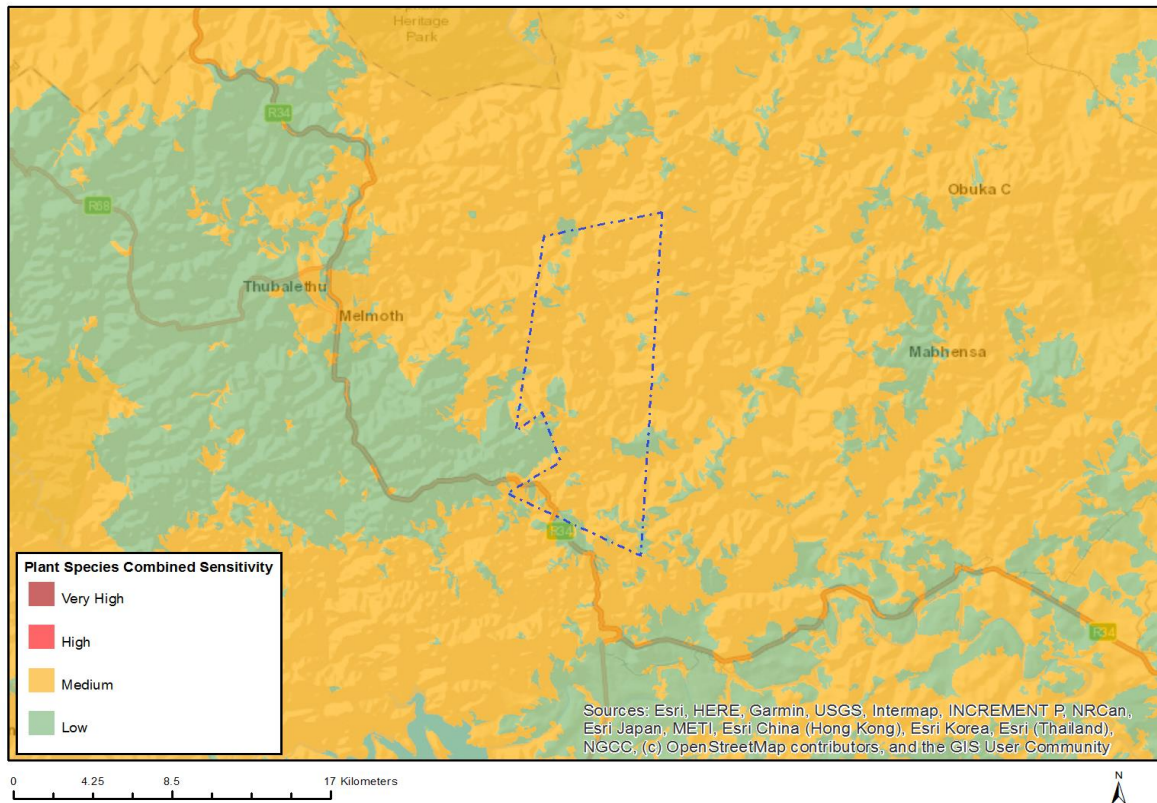 Heritage
Park
R34
R68
Obuka C
Thubalethu
Melmoth
Mabhensa
R34
R34
Plant Species Combined Sensitivity
Very High
High
Medium
Low
Sources: Esri, HERE, Garmin, USGS, Intermap, INCREMENT P, NRCan,
Esri Japan, METI, Esri China (Hong Kong), Esri Korea, Esri (Thailand),
NGCC, (c) OpenStreetMap contributors, and the GIS User Community
0 4.25 8.5 17 Kilometers
N